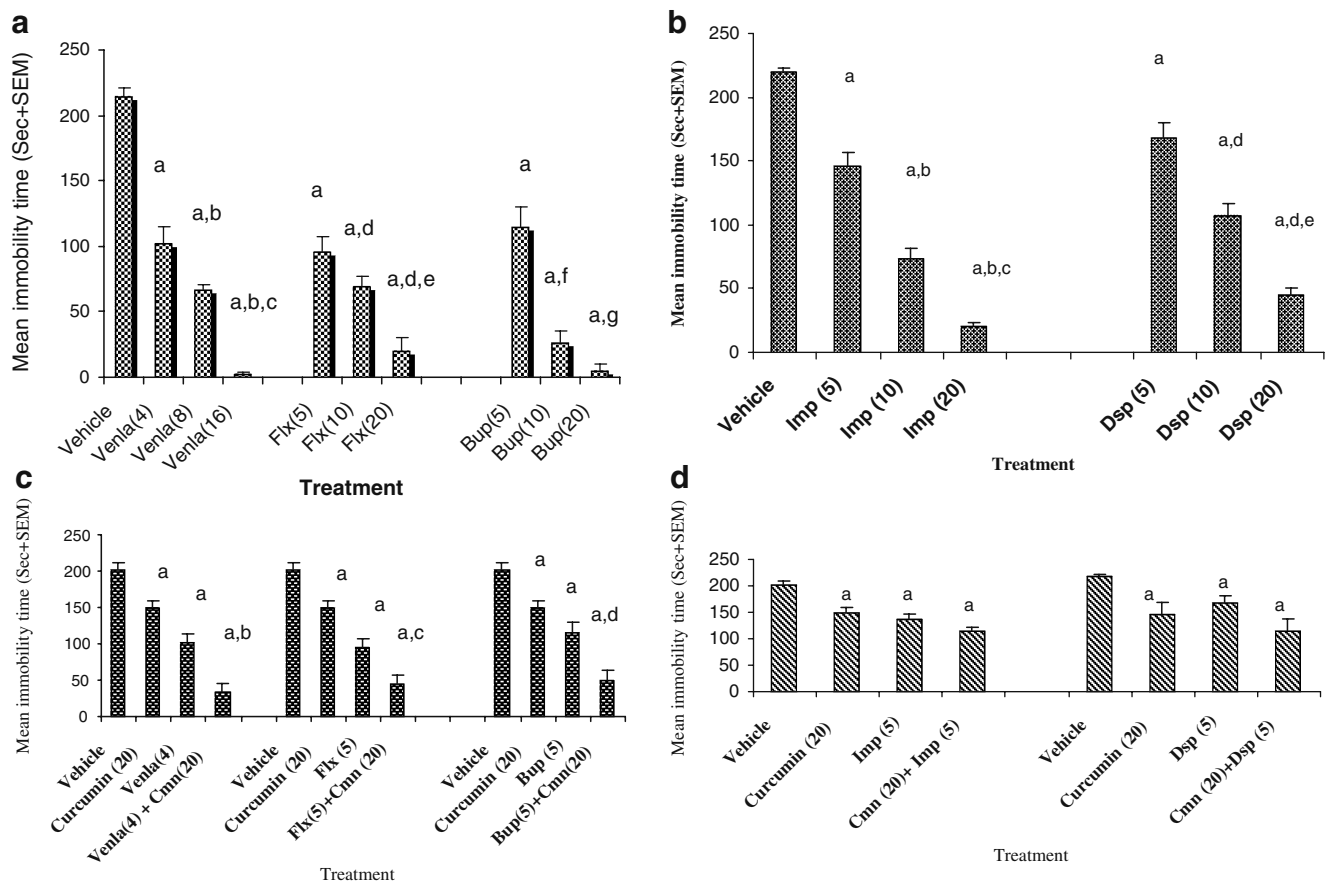 a
Mean immobility time (Sec+SEM)
250
200
150
100
50
0
a
a,b
a,b,c
a
a,d
a,d,e
a
a,f
a,g
Vehicle
Venla(4)
Venla(8)
Venla(16)
Flx(5)
Flx(10)
Flx(20)
Bup(5)
Bup(10)
Bup(20)
Treatment
b
Mean immobility time (Sec+SEM)
250
200
150
100
50
0
a
a,b
a,b,c
a
a,d
a,d,e
Vehicle
Imp (5)
Imp (10)
Imp (20)
Dsp (5)
Dsp (10)
Dsp (20)
Treatment
c
Mean immobility time (Sec+SEM)
250
200
150
100
50
0
a
a
a,b
a
a
a,c
a
a
a,d
Vehicle
Curcumin (20)
Venla(4)
Venla(4) + Cmn(20)
Vehicle
Curcumin (20)
Flx (5)
Flx(5)+Cmn (20)
Vehicle
Curcumin (20)
Bup (5)
Bup(5)+Cmn(20)
Treatment
d
Mean immobility time (Sec+SEM)
250
200
150
100
50
0
a
a
a
a
a
a
Vehicle
Curcumin (20)
Imp (5)
Cmn (20)+ Imp (5)
Vehicle
Curcumin (20)
Dsp (5)
Cmn (20)+Dsp (5)
Treatment